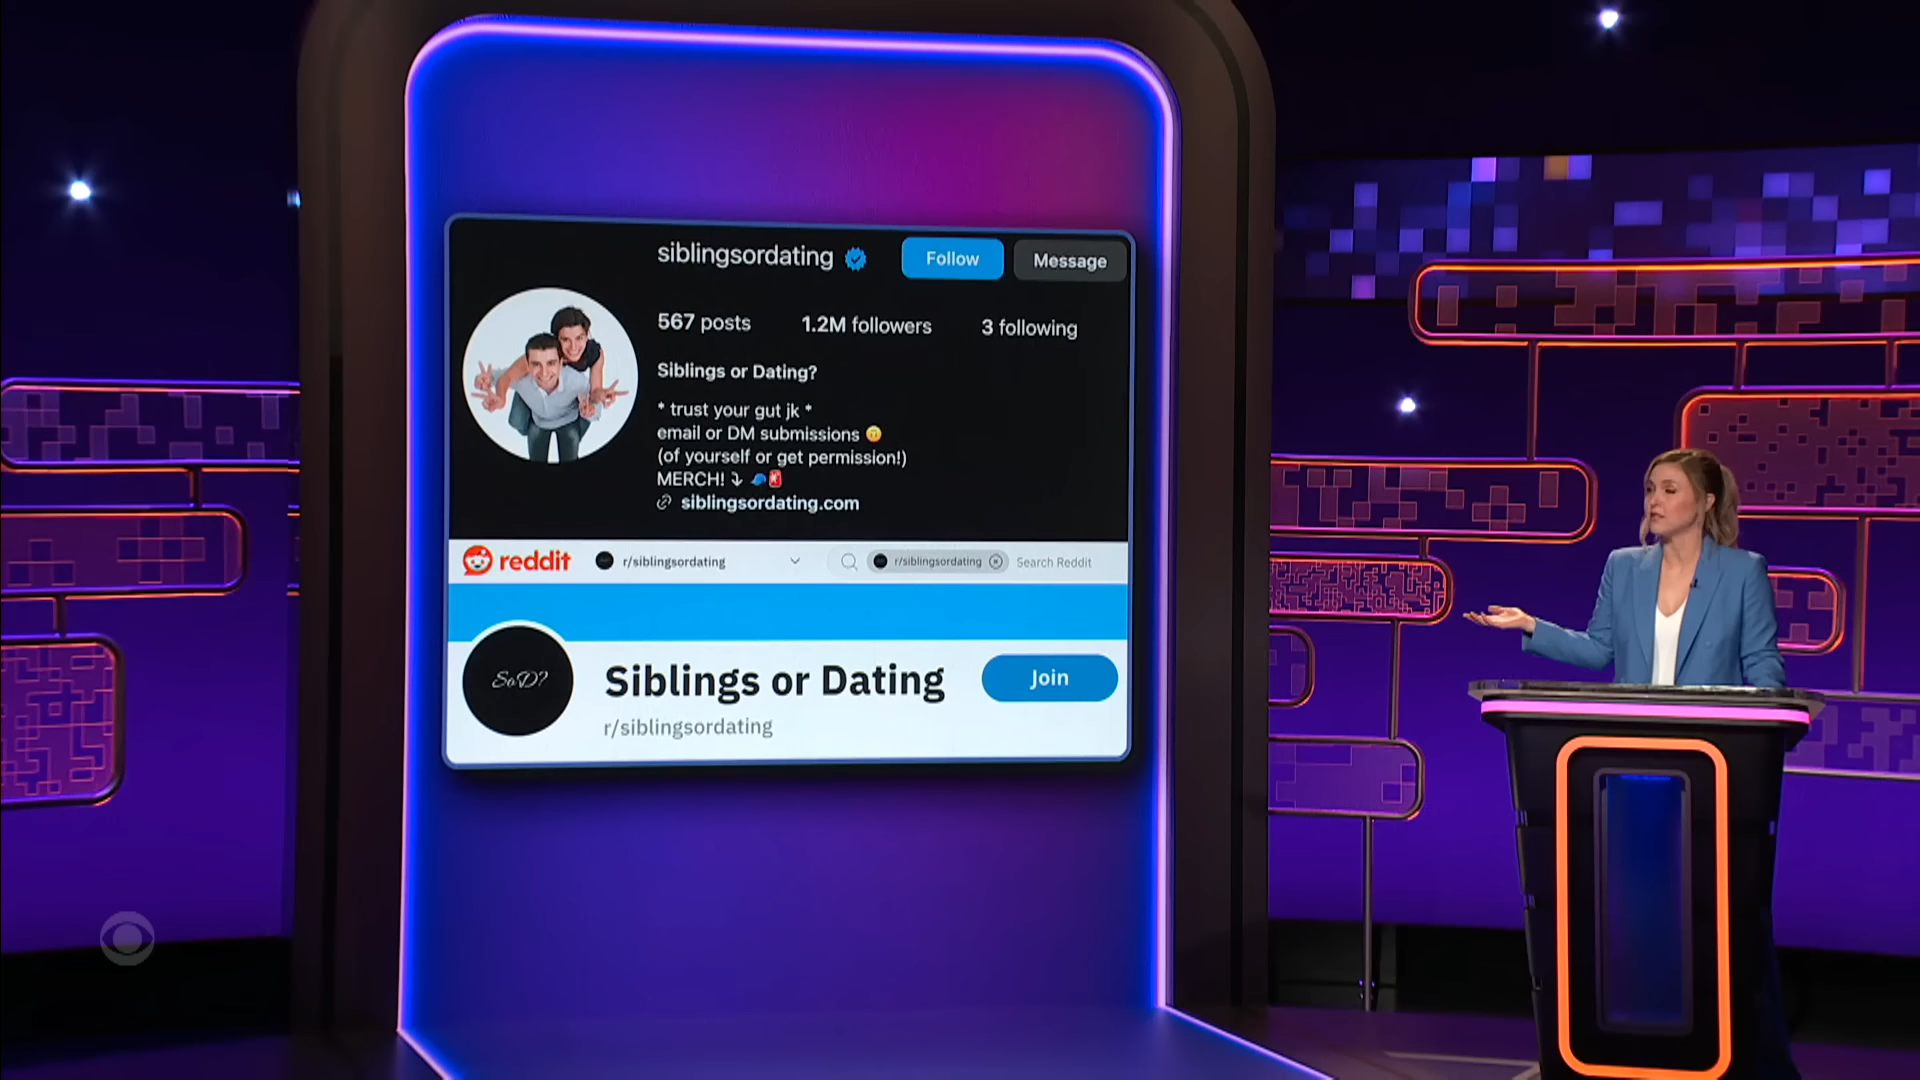 siblingsordating
Follow
Message
567 posts
1.2M followers
3 following
Siblings or Dating?
* trust your gut jk *
email or DM submissions
(of yourself or get permission!)
MERCH!
siblingsordating.com
reddit
r/siblingsordating
r/siblingsordating
Search Reddit
SoD?
Siblings or Dating
Join
r/siblingsordating